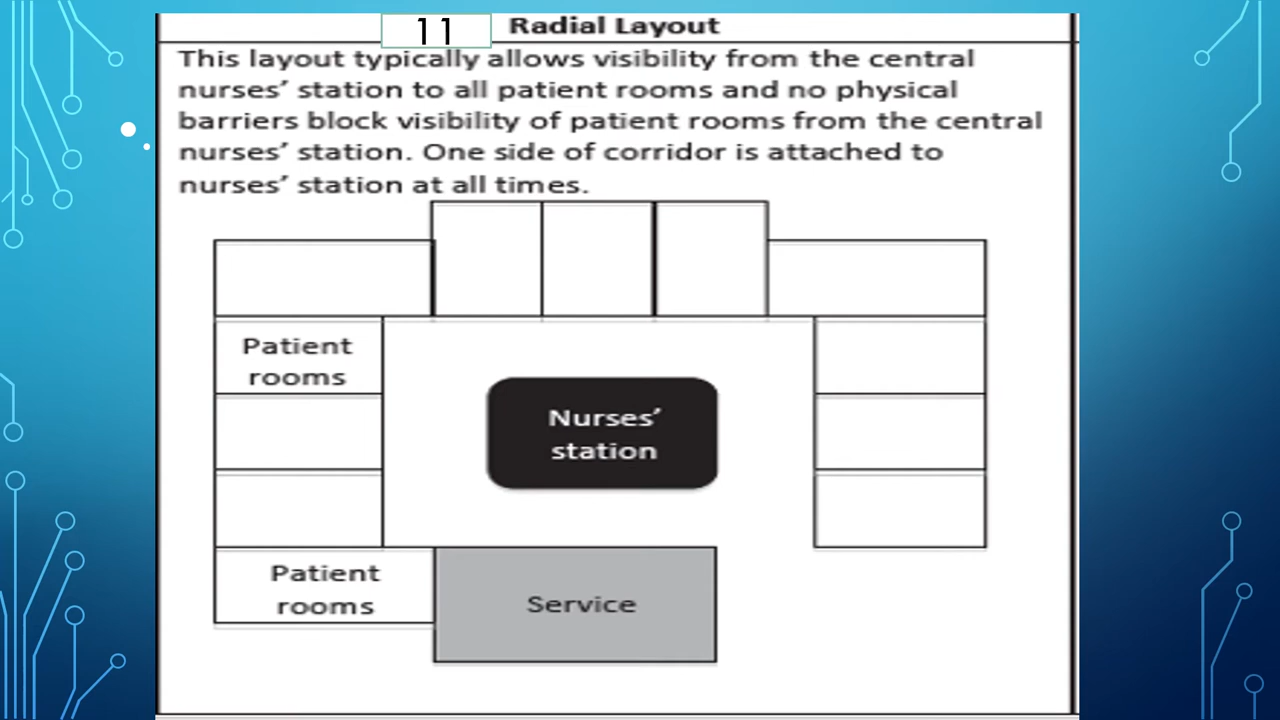 11
Radial Layout
This layout typically allows visibility from the central
nurses’ station to all patient rooms and no physical
barriers block visibility of patient rooms from the central
nurses’ station. One side of corridor is attached to
nurses’ station at all times.
Patient
rooms
Nurses’
station
Patient
rooms
Service